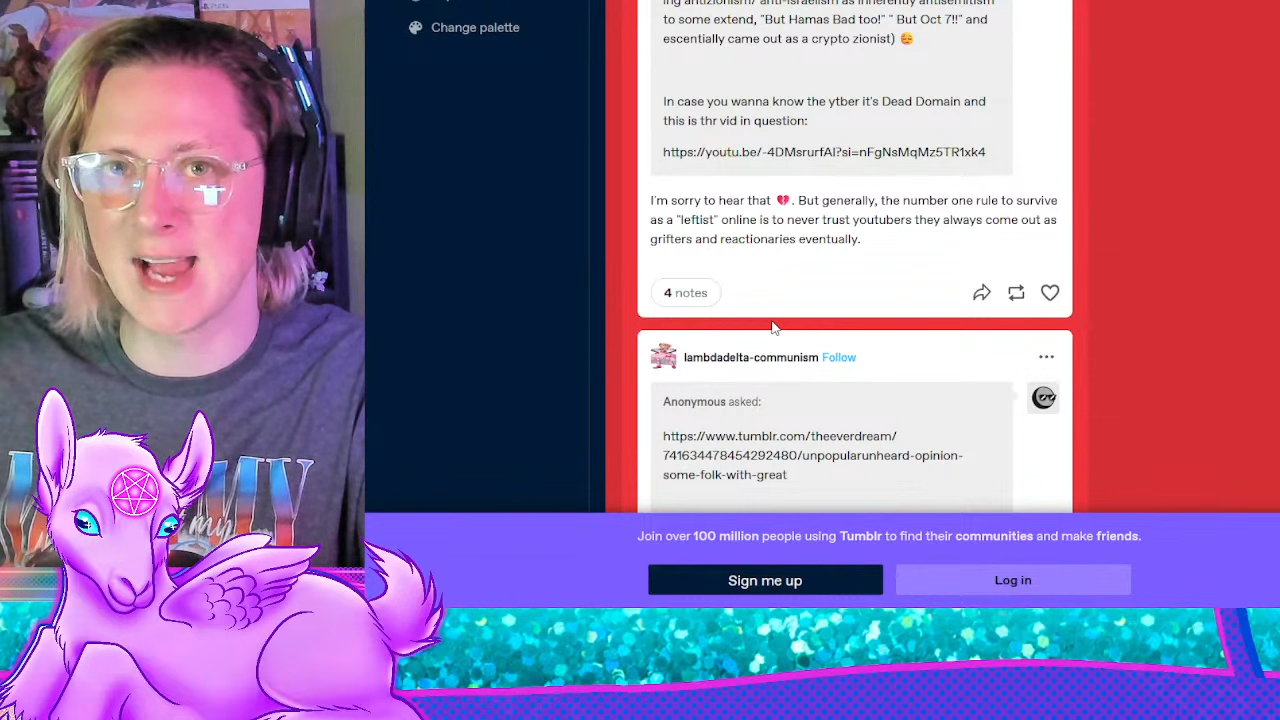 Change palette
ing antizionism/ anti-israelism as inherently antisemitism
to some extend, "But Hamas Bad too!" " But Oct 7!!" and
escentially came out as a crypto zionist) 😑
In case you wanna know the ytber it's Dead Domain and
this is thr vid in question:
https://youtu.be/-4DMsrurfAI?si=nFgNsMqMz5TR1xk4
I'm sorry to hear that 💔. But generally, the number one rule to survive
as a "leftist" online is to never trust youtubers they always come out as
grifters and reactionaries eventually.
4 notes
lambdadelta-communism Follow
Anonymous asked:
https://www.tumblr.com/theeverdream/
741634478454292480/unpopularunheard-opinion-
some-folk-with-great
Join over 100 million people using Tumblr to find their communities and make friends.
Sign me up
Log in
my